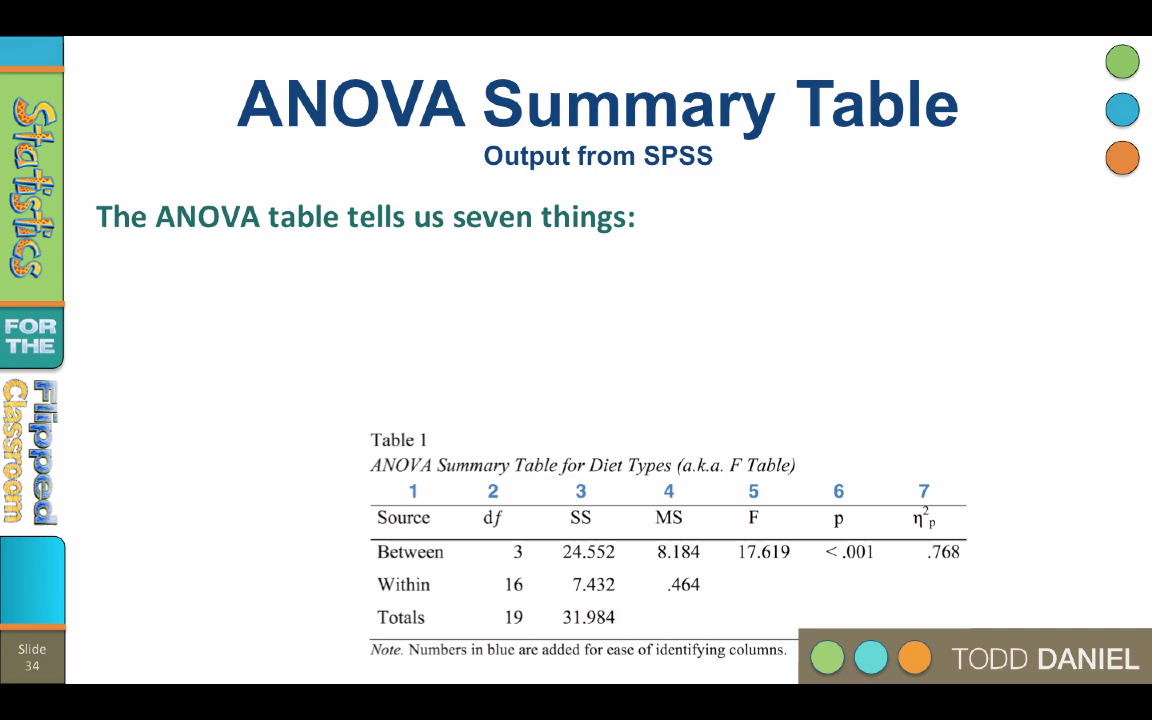 ANOVA Summary Table
Output from SPSS
The ANOVA table tells us seven things:
Statistics
FOR
THE
Flipped
Classroom
Slide
34
Table 1
ANOVA Summary Table for Diet Types (a.k.a. F Table)
1 2 3 4 5 6 7
Source df SS MS F p η²p
Between 3 24.552 8.184 17.619 < .001 .768
Within 16 7.432 .464
Totals 19 31.984
Note. Numbers in blue are added for ease of identifying columns.
TODD DANIEL